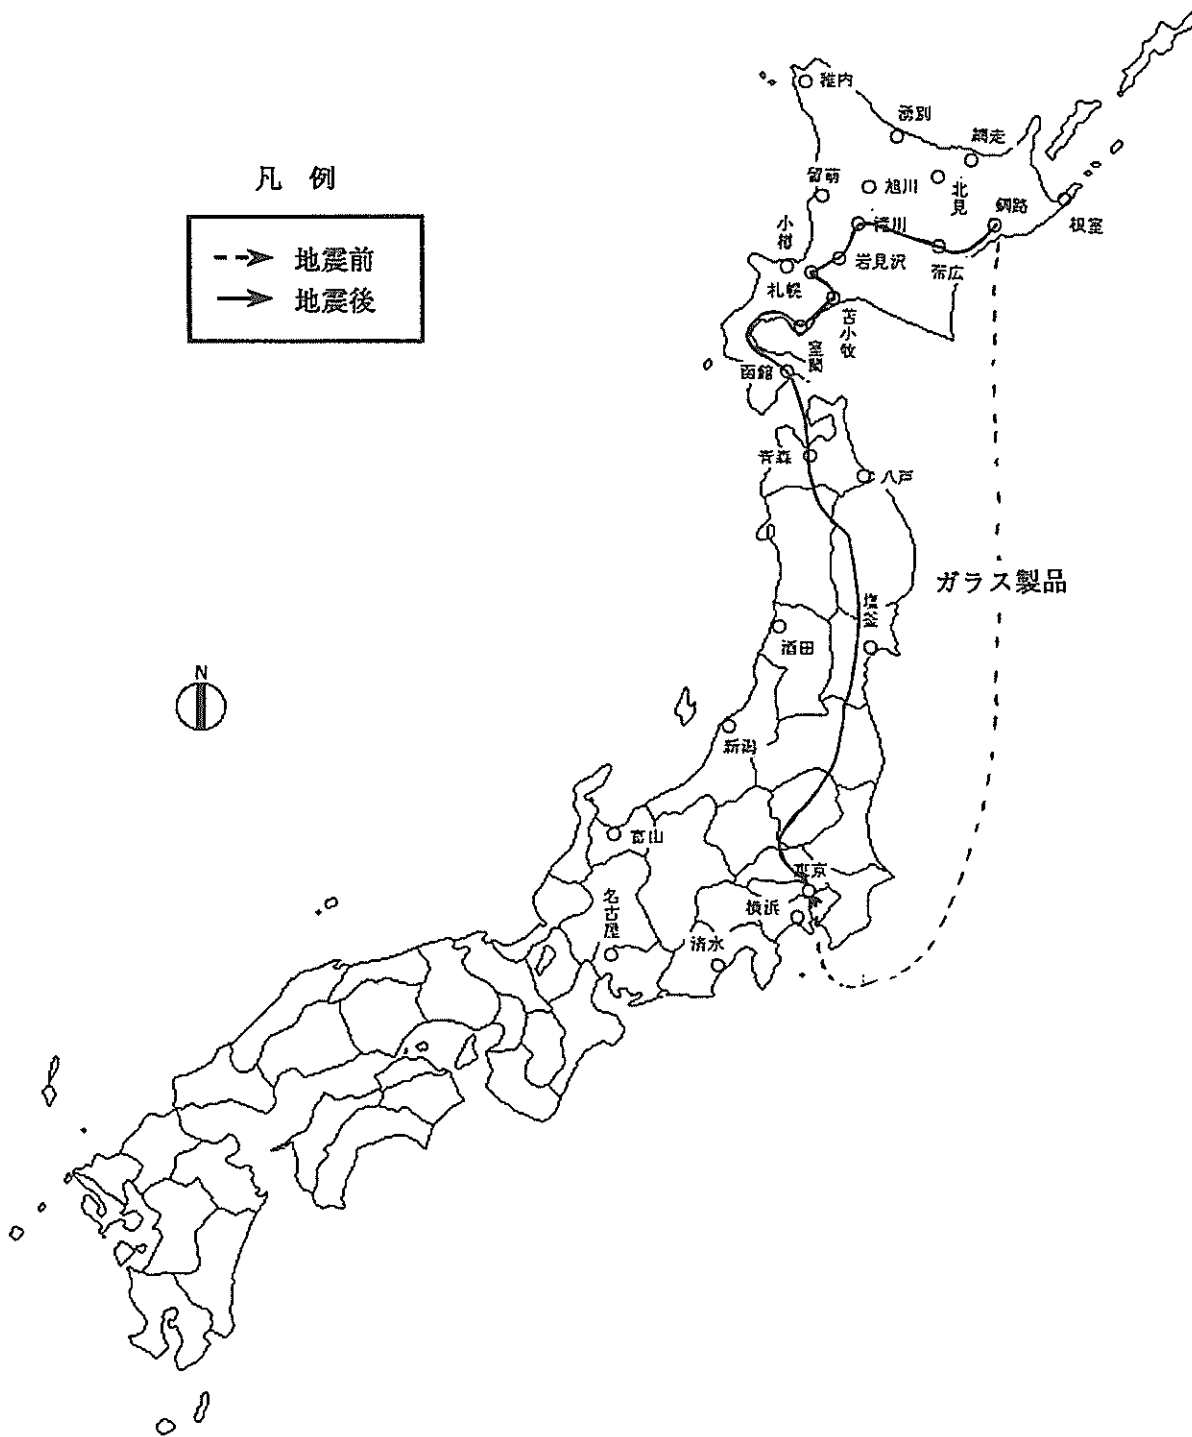 凡 例
地震前
地震後
N
稚内
湧別
網走
留萌
旭川
北見
釧路
根室
小樽
滝川
岩見沢
帯広
札幌
苫小牧
室蘭
函館
青森
八戸
ガラス製品
塩釜
酒田
新潟
富山
東京
名古屋
横浜
清水